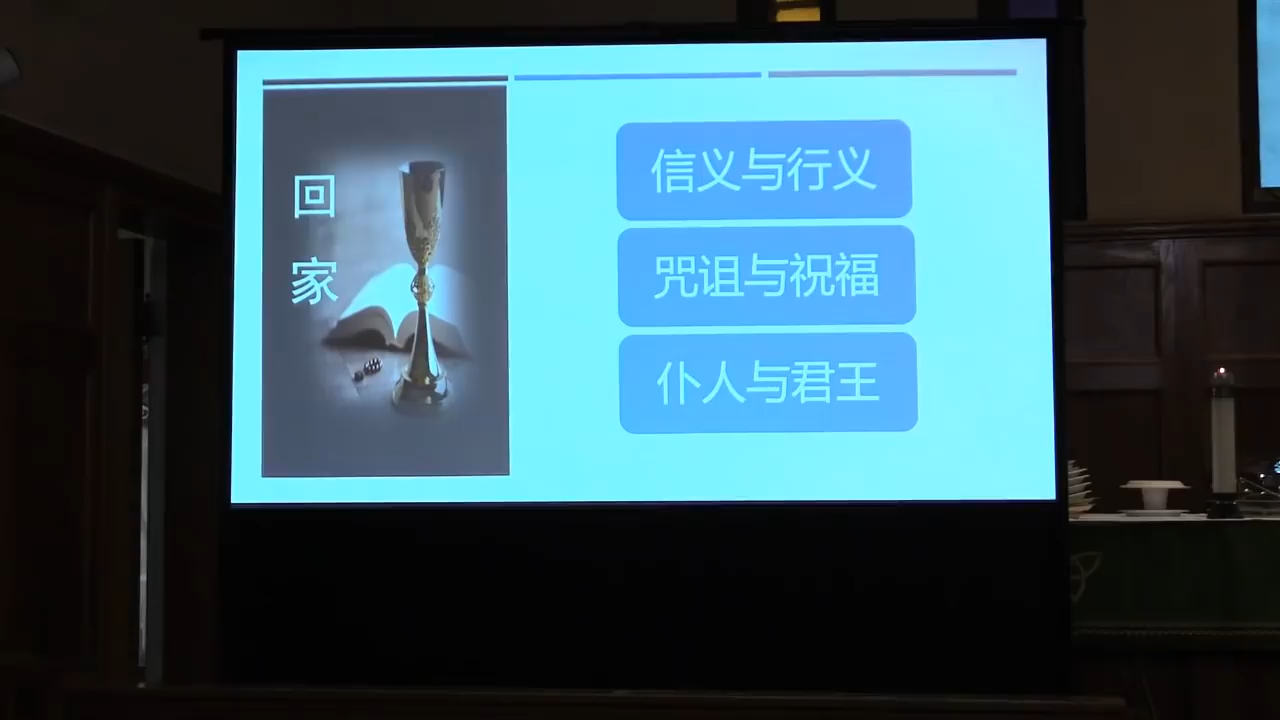 回
家
信义与行义
咒诅与祝福
仆人与君王